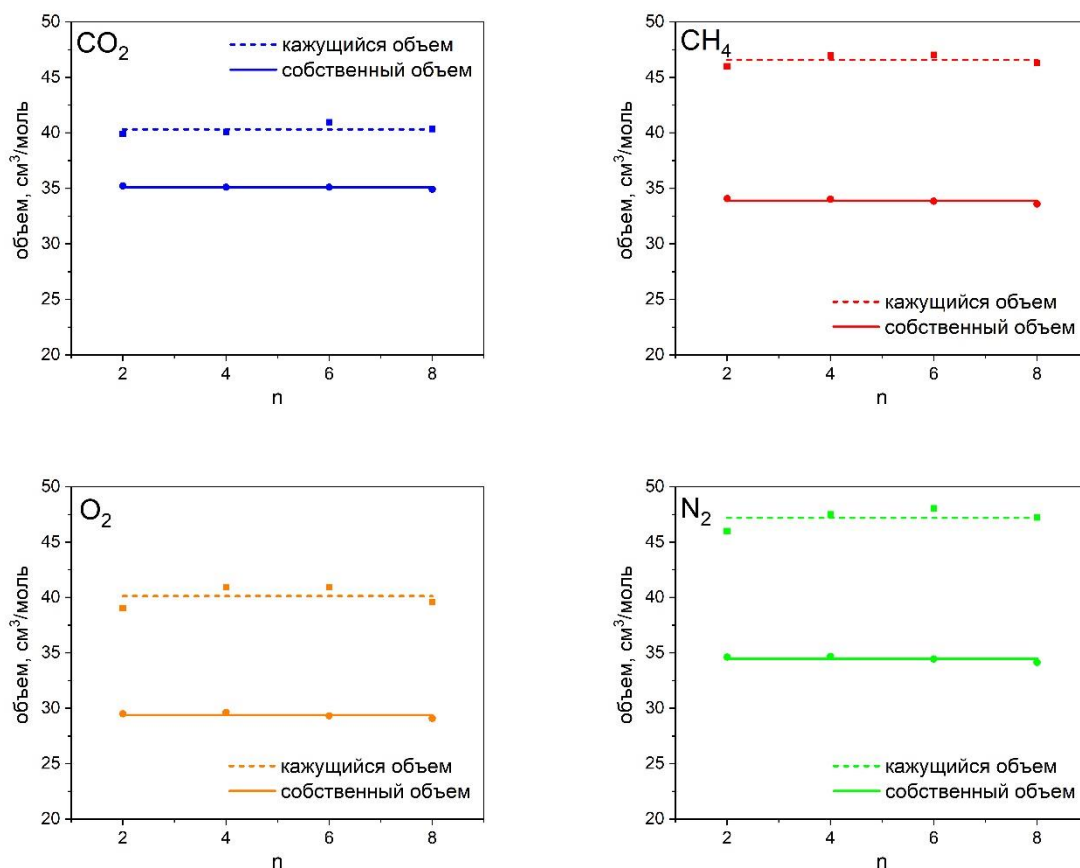 CO₂
кажущийся объем
собственный объем
объем, см³/моль
50
45
40
35
30
25
20
2 4 6 8
n
CH₄
кажущийся объем
собственный объем
объем, см³/моль
50
45
40
35
30
25
20
2 4 6 8
n
O₂
кажущийся объем
собственный объем
объем, см³/моль
50
45
40
35
30
25
20
2 4 6 8
n
N₂
кажущийся объем
собственный объем
объем, см³/моль
50
45
40
35
30
25
20
2 4 6 8
n